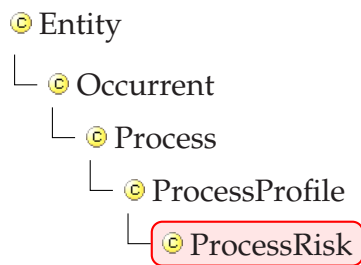 C Entity
C Occurrent
C Process
C ProcessProfile
C ProcessRisk